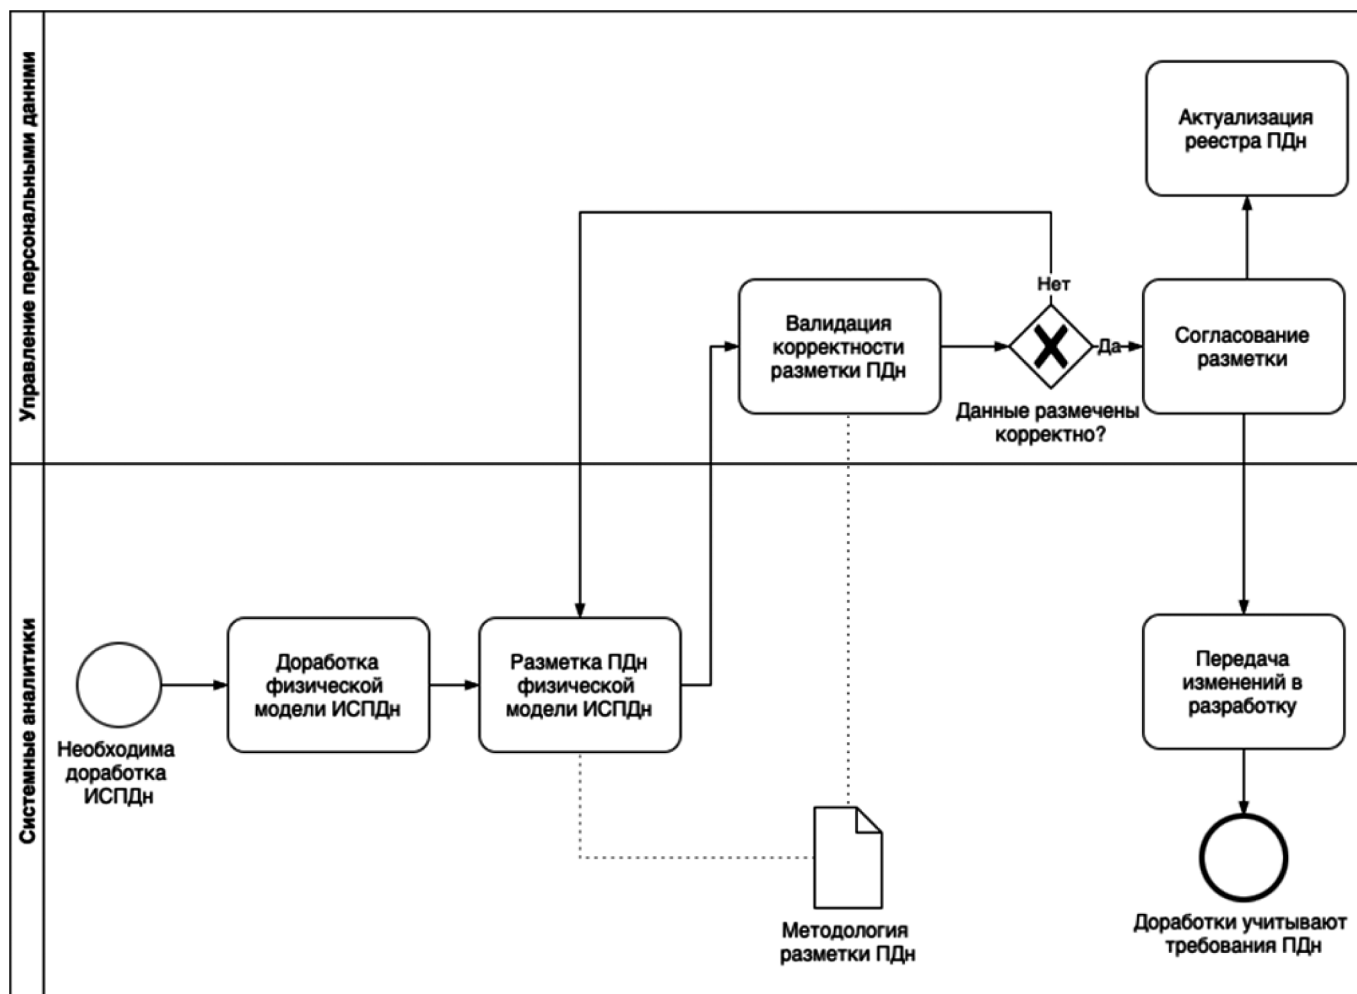 Управление персональными даннми
Актуализация
реестра ПДн
Нет
Валидация
корректности
разметки ПДн
Да
Согласование
разметки
Данные размечены
корректно?
Системные аналитики
Необходима
доработка
ИСПДн
Доработка
физической
модели ИСПДн
Разметка ПДн
физической
модели ИСПДн
Передача
изменений в
разработку
Методология
разметки ПДн
Доработки учитывают
требования ПДн